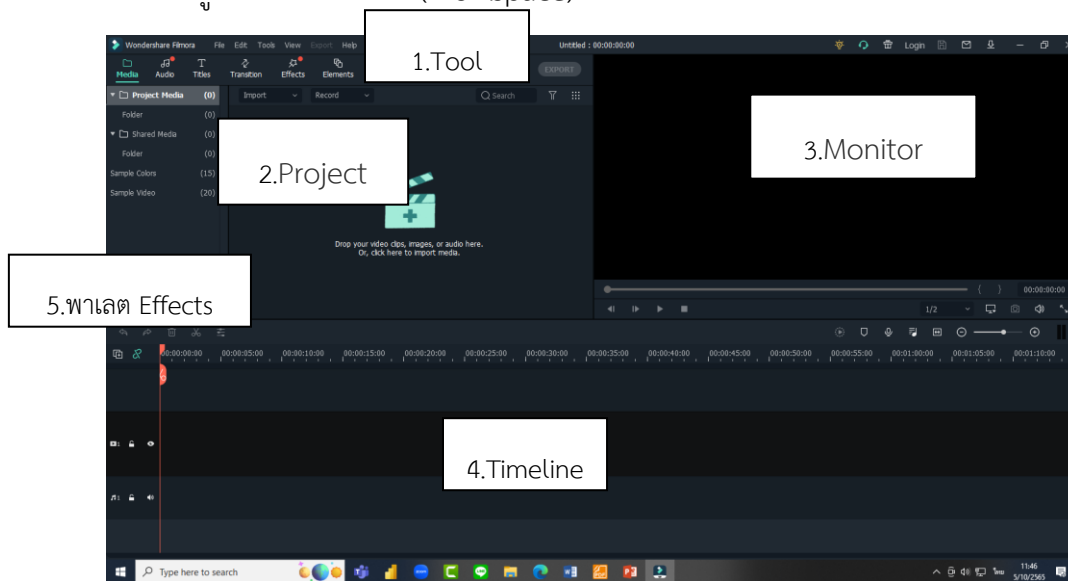 Wondershare Filmora File Edit Tools View Export Help Untitled : 00:00:00:00 Login
1.Tool
Media Audio Titles Transition Effects Elements EXPORT
Project Media (0) Import Record Search
Folder (0)
Shared Media (0)
Folder (0)
Sample Colors (15)
Sample Video (20)
2.Project
3.Monitor
Drop your video clips, images, or audio here.
Or, click here to import media.
5.พาเลต Effects
{ } 00:00:00:00
1/2
00:00:00:00 00:00:05:00 00:00:10:00 00:00:15:00 00:00:20:00 00:00:25:00 00:00:30:00 00:00:35:00 00:00:40:00 00:00:45:00 00:00:50:00 00:00:55:00 00:01:00:00 00:01:05:00 00:01:10:00
4.Timeline
Type here to search
ไทย
11:46
5/10/2565